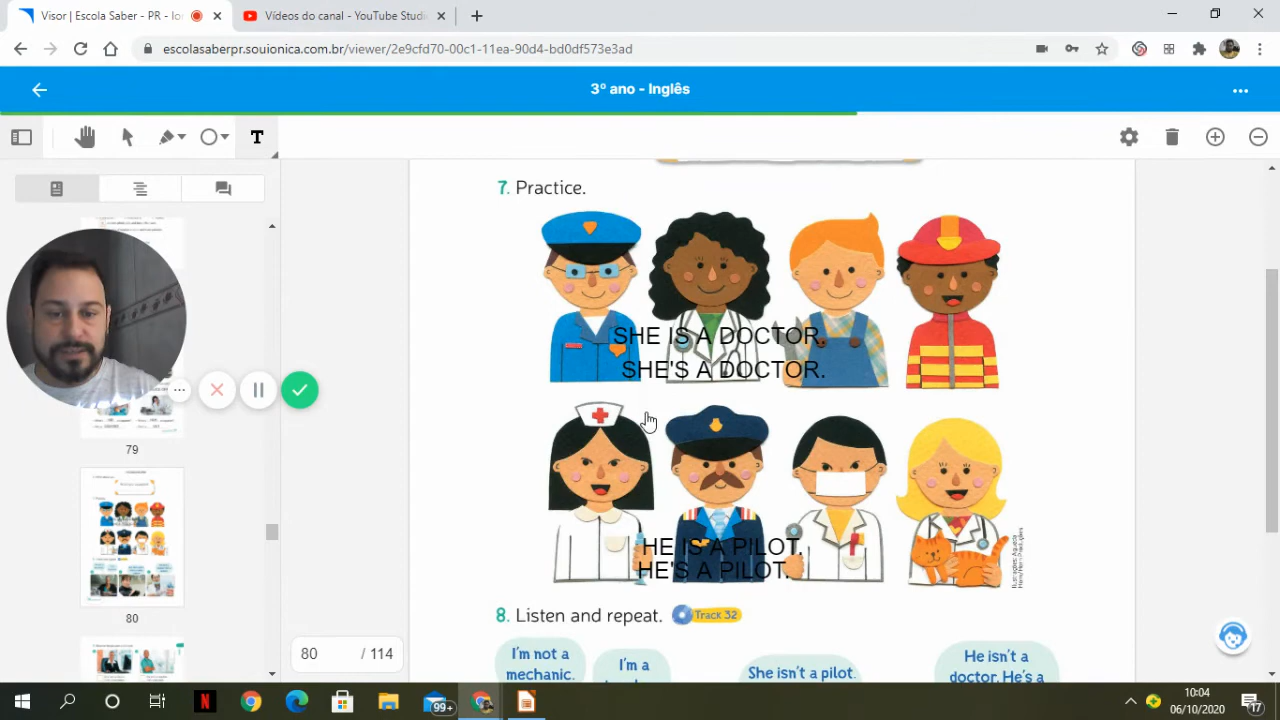 Visor | Escola Saber - PR - Ion
Vídeos do canal - YouTube Studio
escolasaberpr.souionica.com.br/viewer/2e9cfd70-00c1-11ea-90d4-bd0df573e3ad
3º ano - Inglês
T
7. Practice.
SHE IS A DOCTOR.
SHE'S A DOCTOR.
HE IS A PILOT.
HE'S A PILOT.
79
80
8. Listen and repeat. Track 32
80 / 114
I'm not a
mechanic.
I'm a
She isn't a pilot.
He isn't a
doctor. He's a
99+
10:04
06/10/2020
17